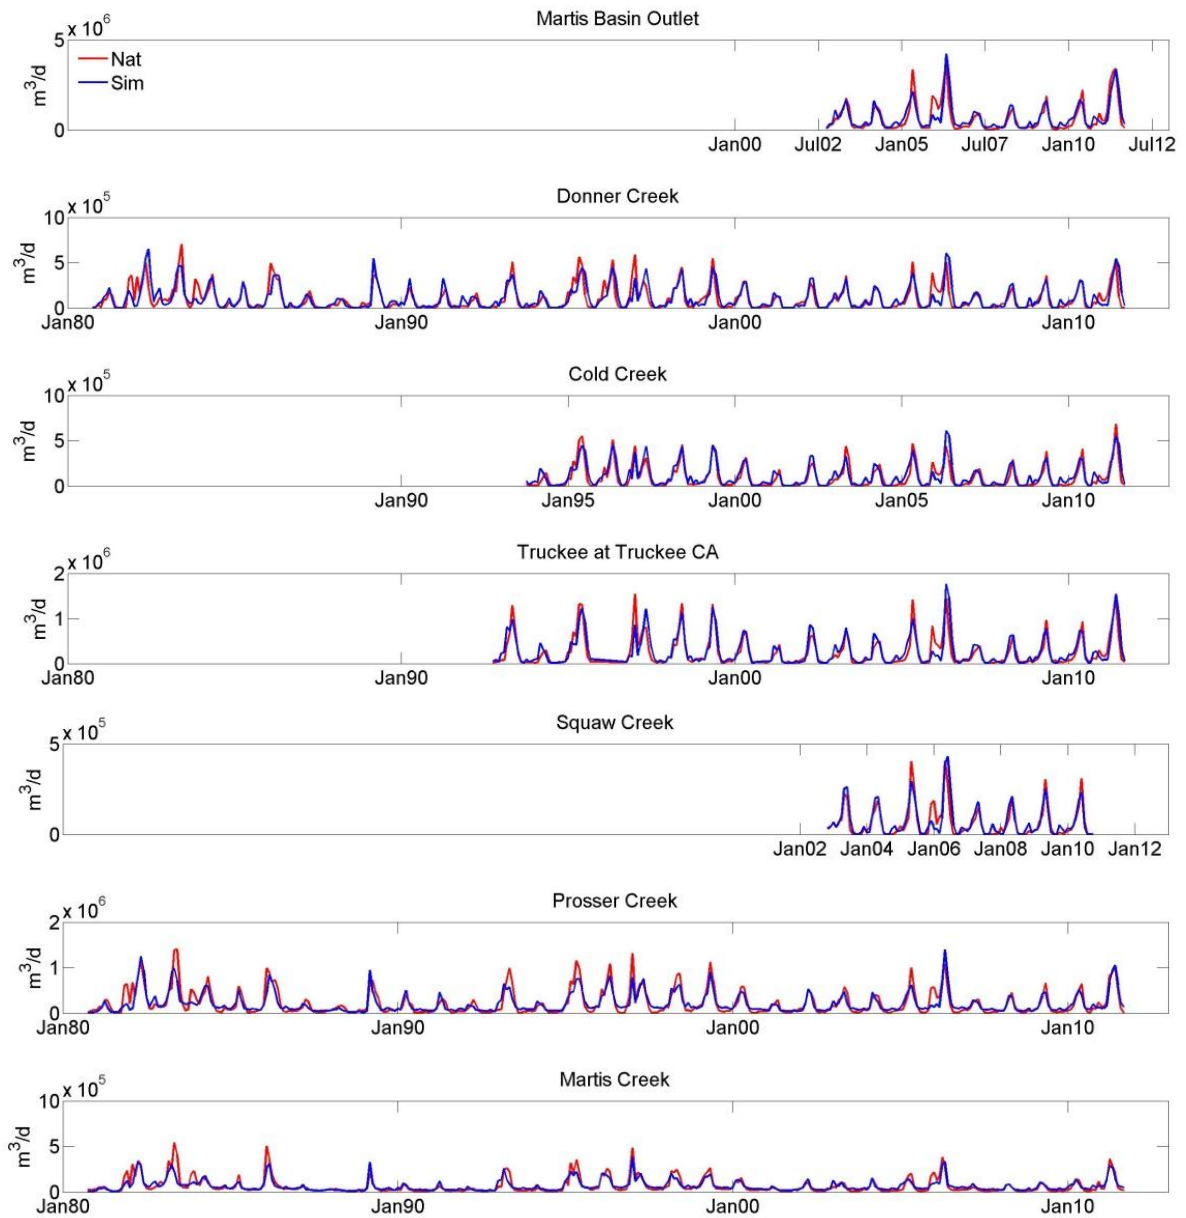 Martis Basin Outlet
x 10^6
5
m^3/d
0
Nat
Sim
Jan00 Jul02 Jan05 Jul07 Jan10 Jul12
Donner Creek
x 10^5
10
5
m^3/d
0
Jan80 Jan90 Jan00 Jan10
Cold Creek
x 10^5
10
5
m^3/d
0
Jan90 Jan95 Jan00 Jan05 Jan10
Truckee at Truckee CA
x 10^6
2
1
m^3/d
0
Jan80 Jan90 Jan00 Jan10
Squaw Creek
x 10^5
5
m^3/d
0
Jan02 Jan04 Jan06 Jan08 Jan10 Jan12
Prosser Creek
x 10^6
2
1
m^3/d
0
Jan80 Jan90 Jan00 Jan10
Martis Creek
x 10^5
10
5
m^3/d
0
Jan80 Jan90 Jan00 Jan10